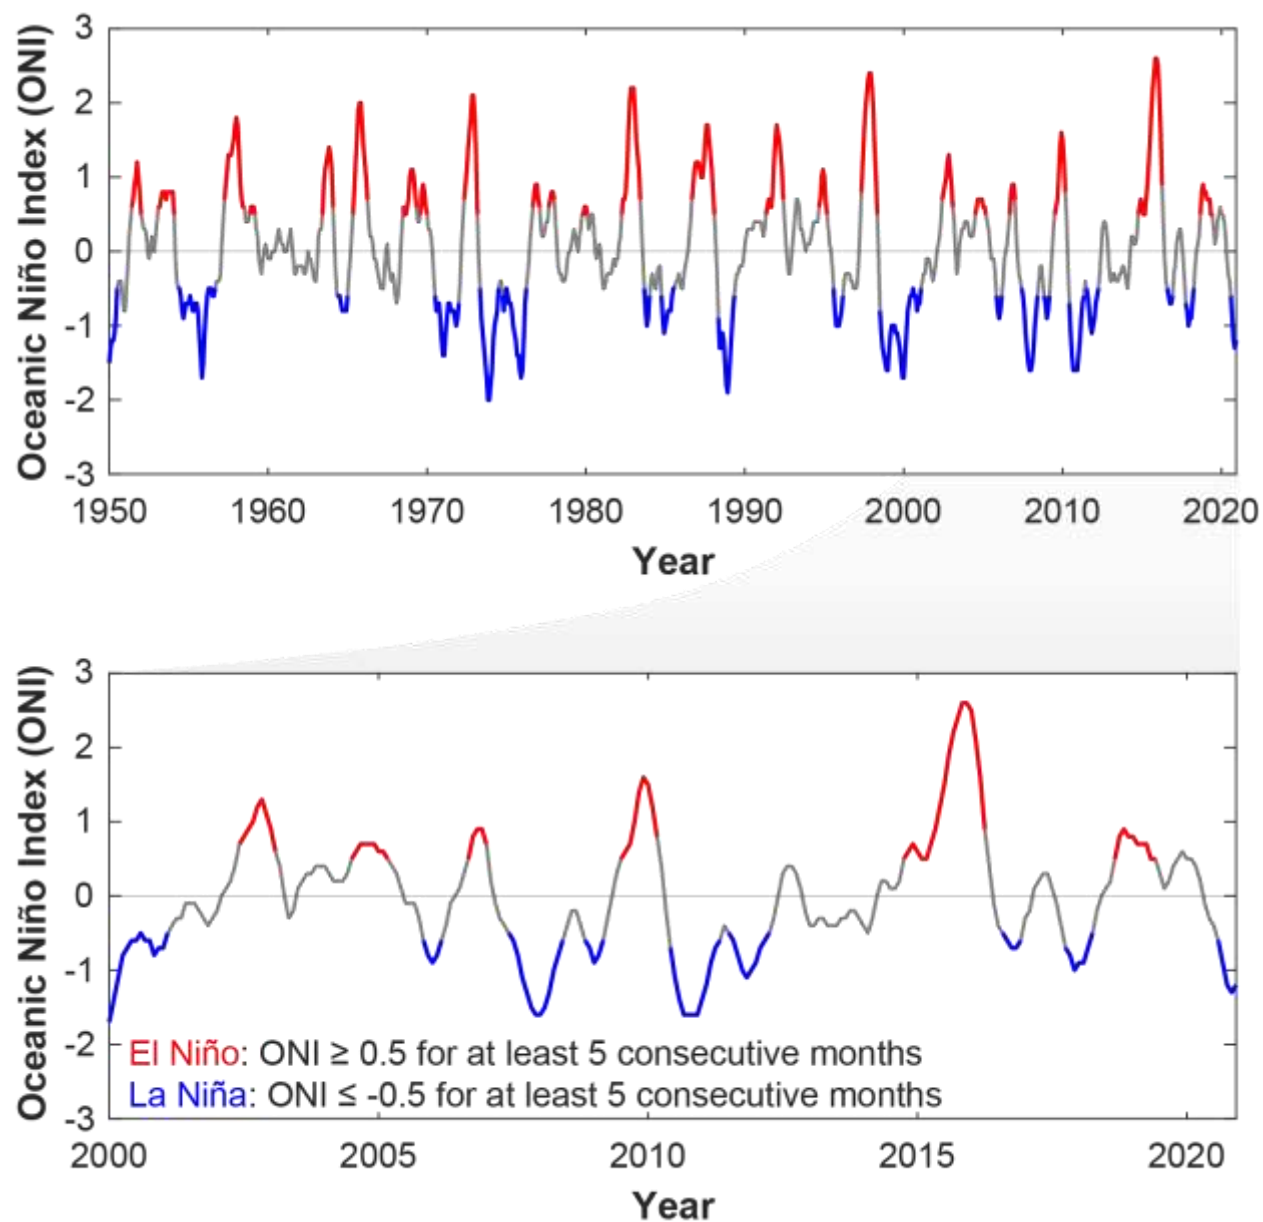 Oceanic Niño Index (ONI)
3
2
1
0
-1
-2
-3
1950 1960 1970 1980 1990 2000 2010 2020
Year
Oceanic Niño Index (ONI)
3
2
1
0
-1
-2
-3
El Niño: ONI ≥ 0.5 for at least 5 consecutive months
La Niña: ONI ≤ -0.5 for at least 5 consecutive months
2000 2005 2010 2015 2020
Year